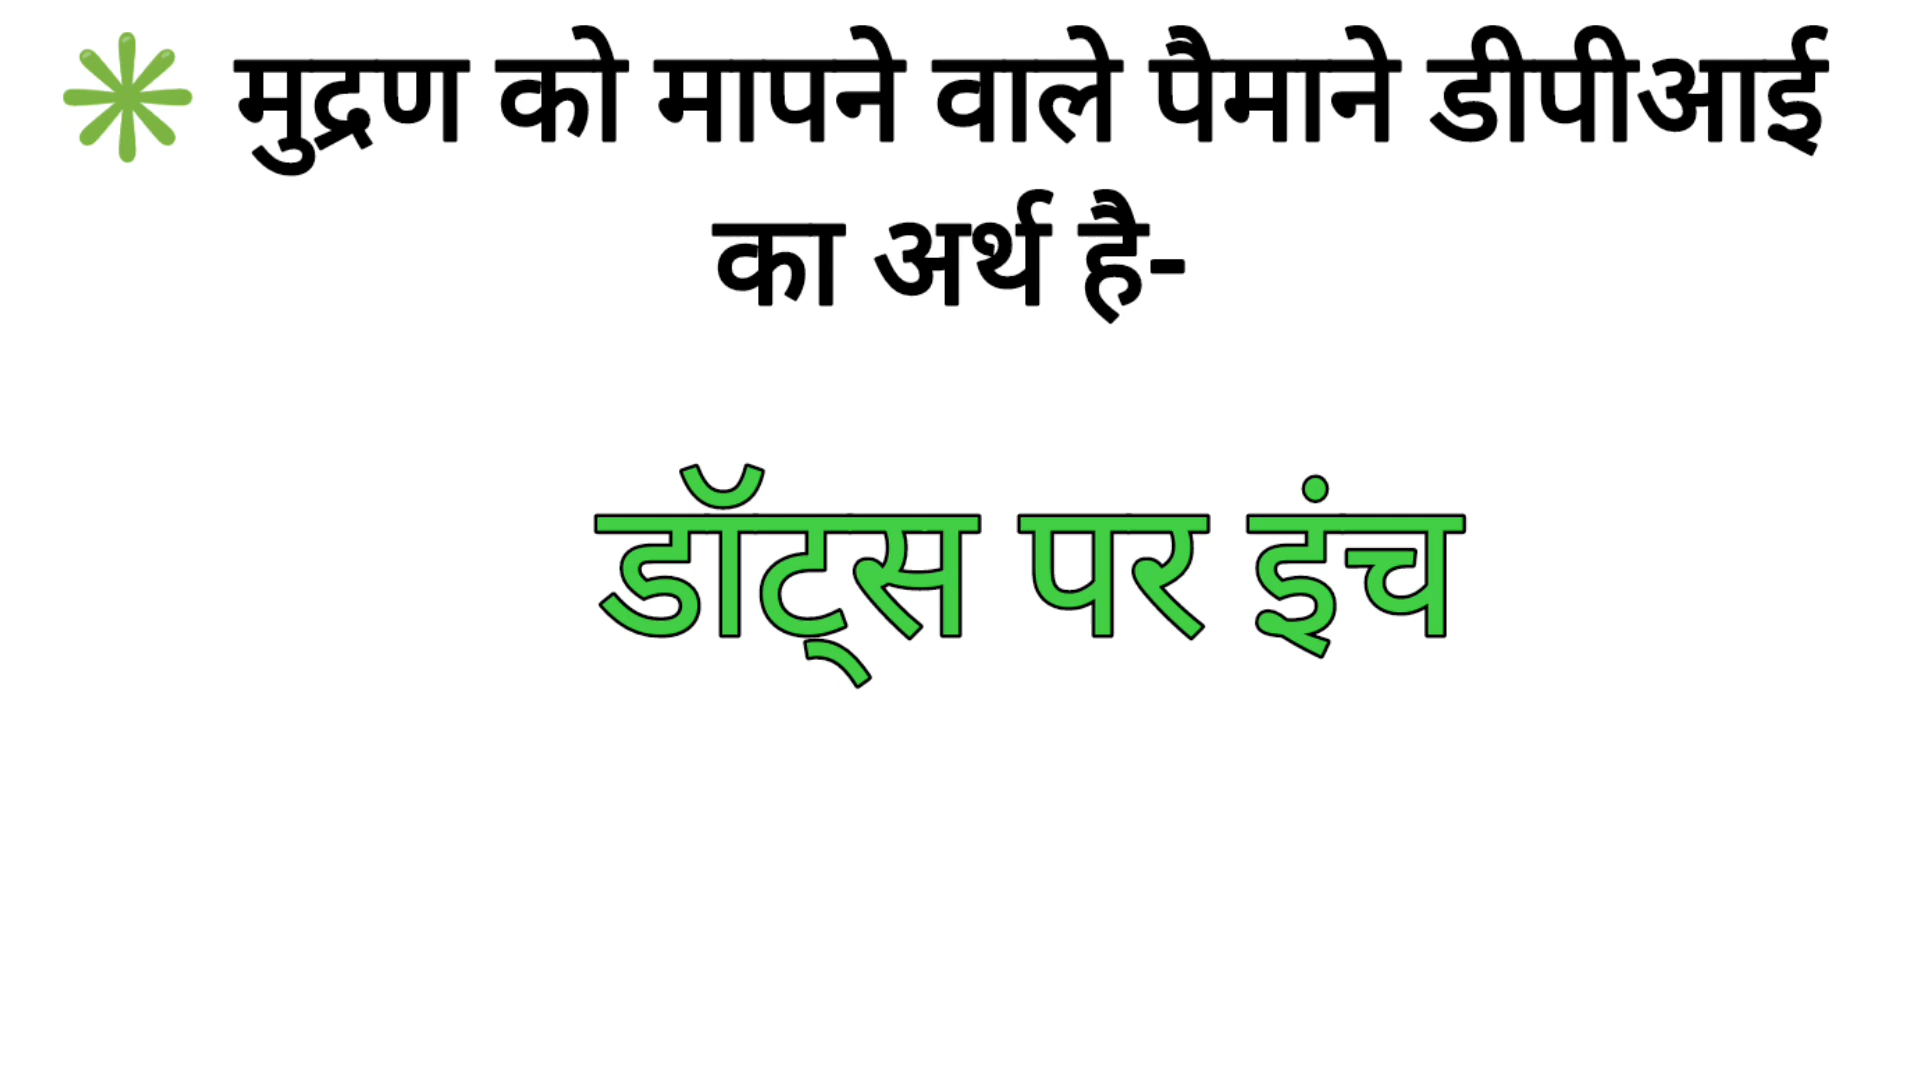 ✳️ मुद्रण को मापने वाले पैमाने डीपीआई
का अर्थ है-
डॉट्स पर इंच